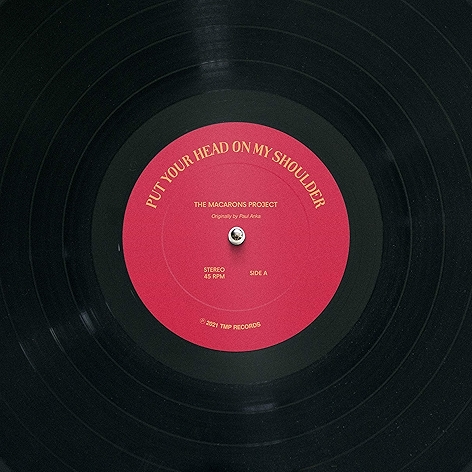 PUT YOUR HEAD ON MY SHOULDER
THE MACARONS PROJECT
Originally by Paul Anka
STEREO
45 RPM
SIDE A
℗ 2021 TMP RECORDS